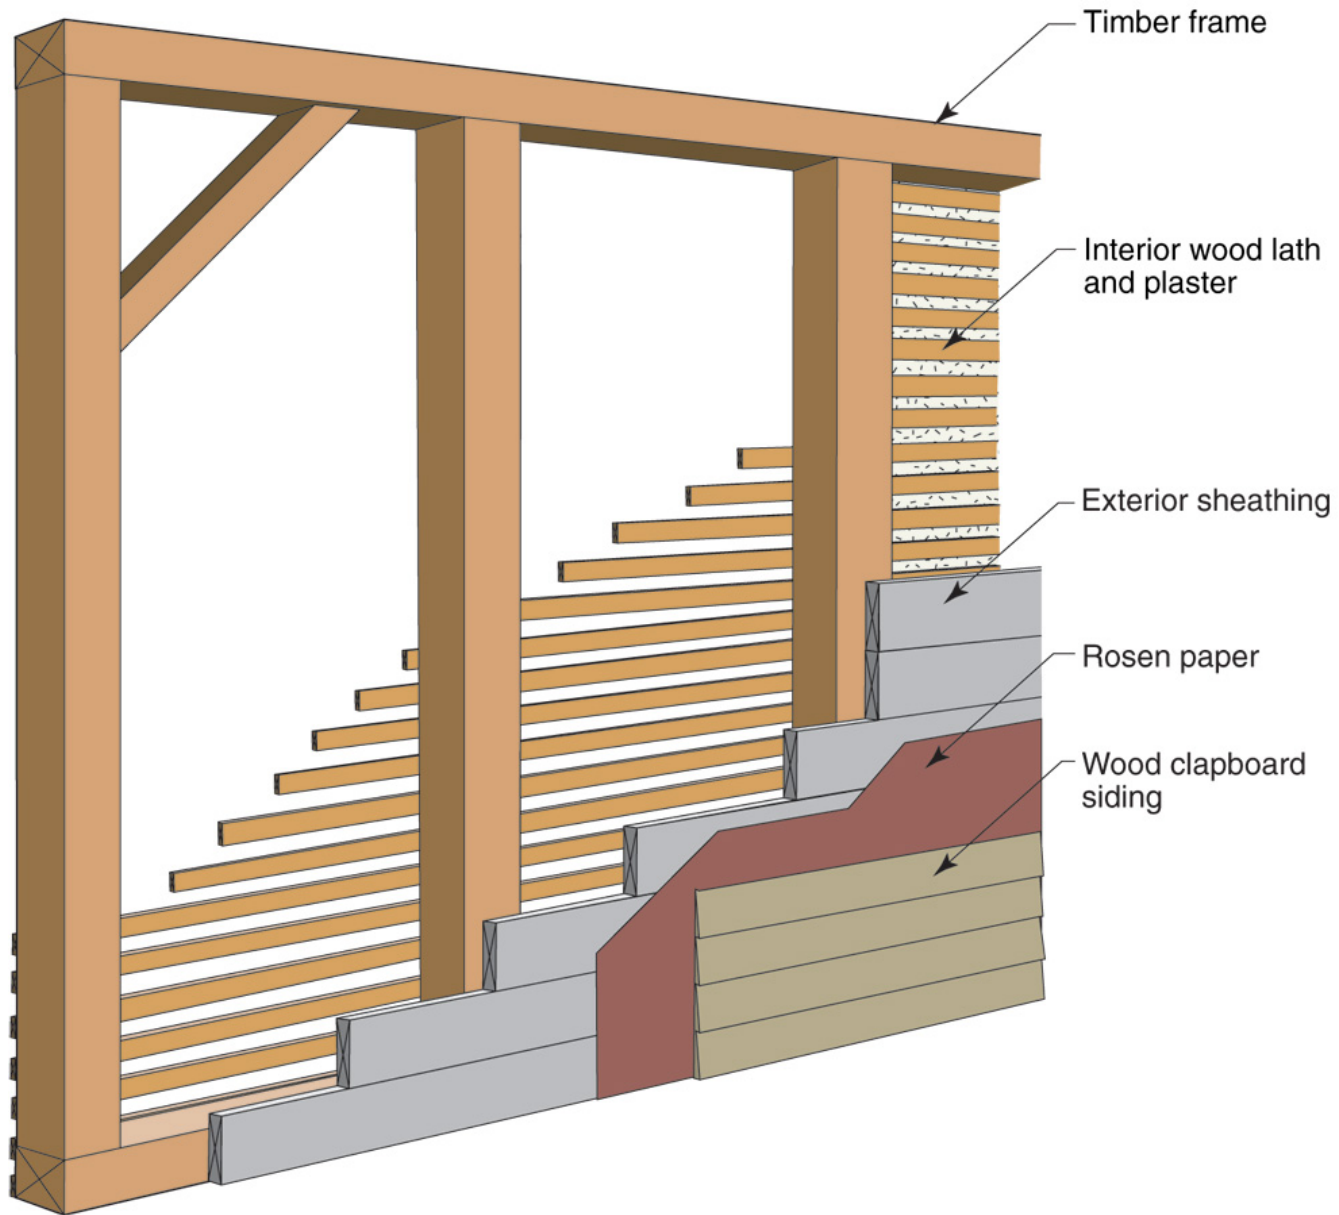 Timber frame
Interior wood lath
and plaster
Exterior sheathing
Rosen paper
Wood clapboard
siding